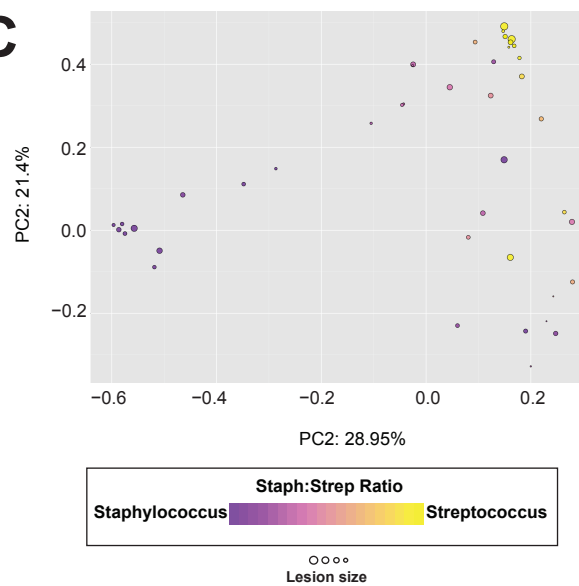 C
0.4
0.2
0.0
−0.2
PC2: 21.4%
−0.6 −0.4 −0.2 0.0 0.2
PC2: 28.95%
Staph:Strep Ratio
Staphylococcus Streptococcus
Lesion size